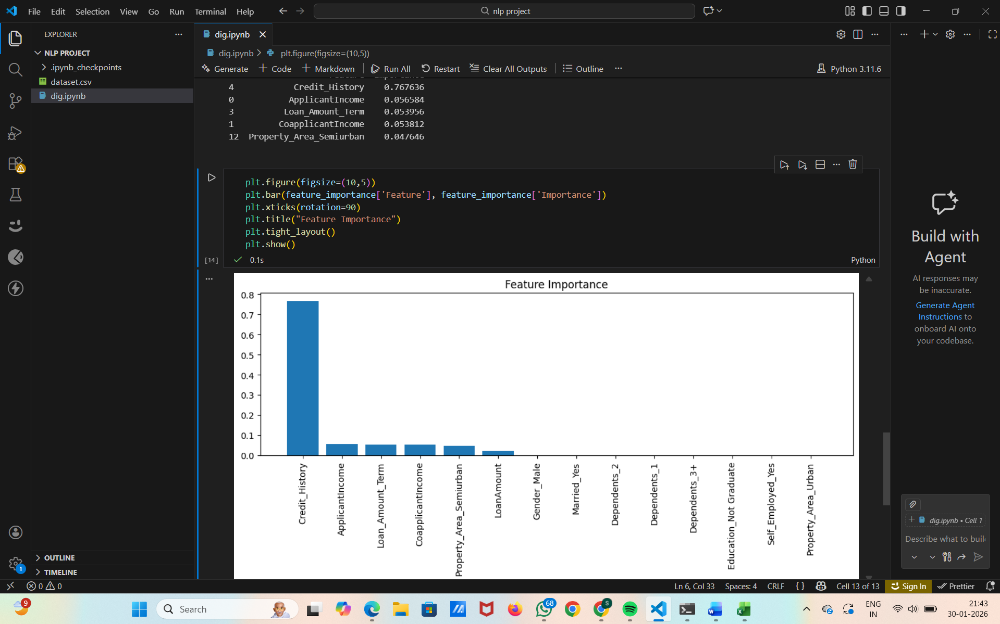 File Edit Selection View Go Run Terminal Help
nlp project
EXPLORER
NLP PROJECT
.ipynb_checkpoints
dataset.csv
dig.ipynb
OUTLINE
TIMELINE
dig.ipynb
dig.ipynb > plt.figure(figsize=(10,5))
Generate + Code + Markdown Run All Restart Clear All Outputs Outline ... Python 3.11.6
4 Credit_History 0.767636
0 ApplicantIncome 0.056584
3 Loan_Amount_Term 0.053956
1 CoapplicantIncome 0.053812
12 Property_Area_Semiurban 0.047646
plt.figure(figsize=(10,5))
plt.bar(feature_importance['Feature'], feature_importance['Importance'])
plt.xticks(rotation=90)
plt.title("Feature Importance")
plt.tight_layout()
plt.show()
[14] 0.1s Python
Feature Importance
0.8
0.7
0.6
0.5
0.4
0.3
0.2
0.1
0.0
Credit_History
ApplicantIncome
Loan_Amount_Term
CoapplicantIncome
Property_Area_Semiurban
LoanAmount
Gender_Male
Married_Yes
Dependents_2
Dependents_1
Dependents_3+
Education_Not Graduate
Self_Employed_Yes
Property_Area_Urban
Build with
Agent
AI responses may
be inaccurate.
Generate Agent
Instructions to
onboard AI onto
your codebase.
dig.ipynb • Cell 1
Describe what to buil
1
0 0
Ln 6, Col 33 Spaces: 4 CRLF { } Cell 13 of 13 Sign In Prettier
9
Search
68
S
ENG
IN
21:43
30-01-2026